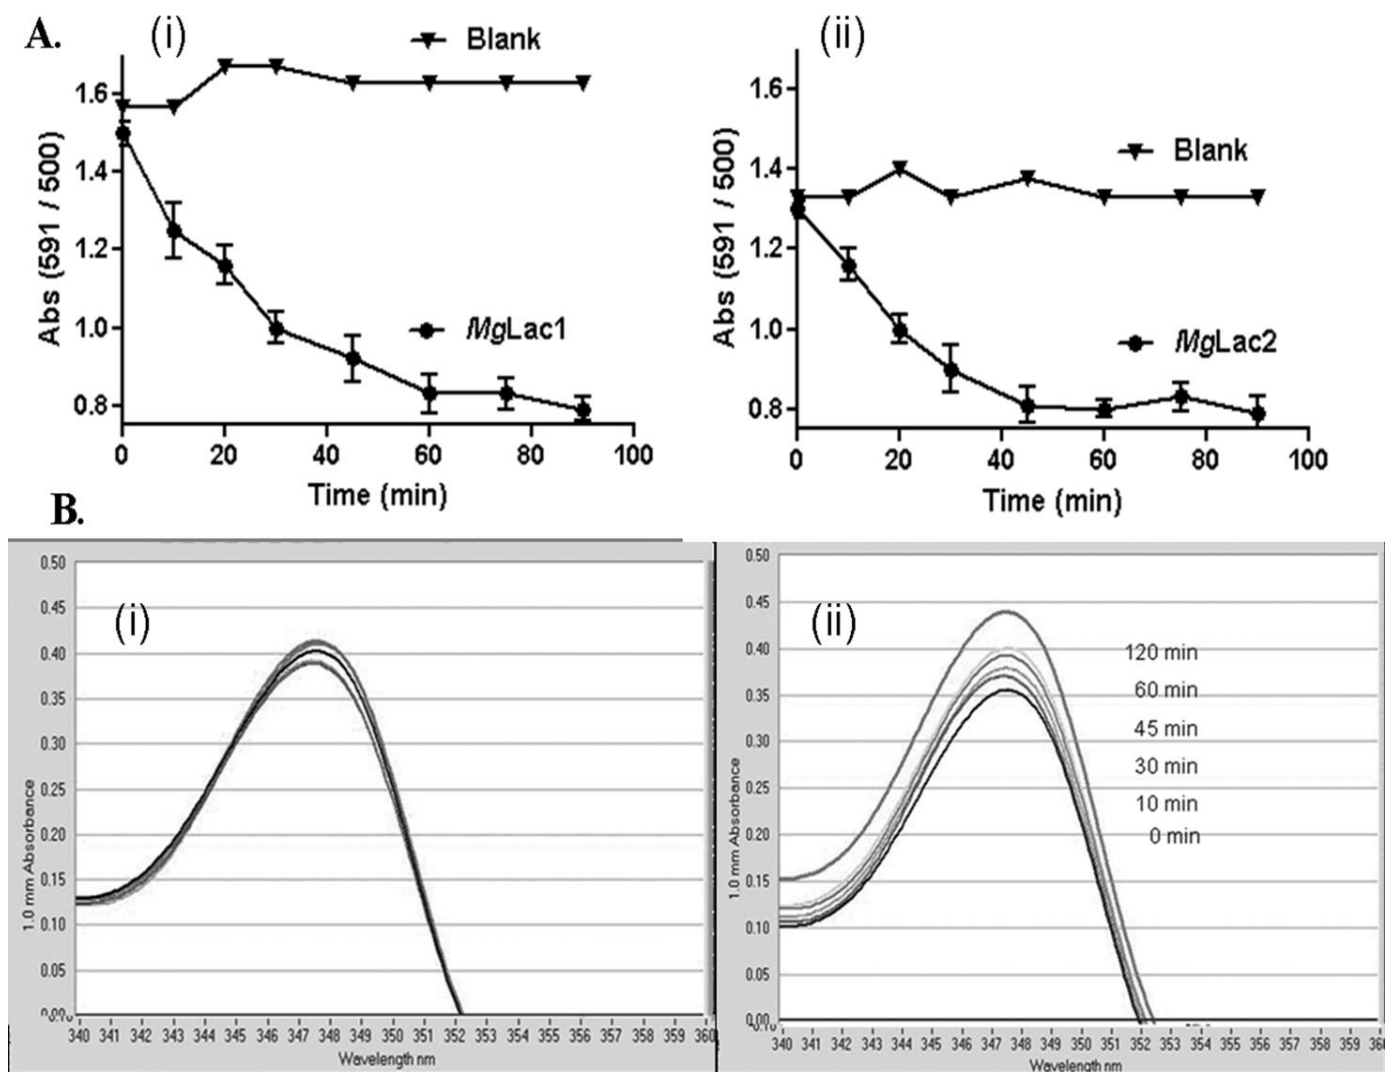 A.
(i)
Blank
MgLac1
Abs (591 / 500)
1.6
1.4
1.2
1.0
0.8
0 20 40 60 80 100
Time (min)
(ii)
Blank
MgLac2
Abs (591 / 500)
1.6
1.4
1.2
1.0
0.8
0 20 40 60 80 100
Time (min)
B.
(i)
1.0 mm Absorbance
0.50
0.45
0.40
0.35
0.30
0.25
0.20
0.15
0.10
0.05
340 341 342 343 344 345 346 347 348 349 350 351 352 353 354 355 356 357 358 359 360
Wavelength nm
(ii)
120 min
60 min
45 min
30 min
10 min
0 min
1.0 mm Absorbance
0.50
0.45
0.40
0.35
0.30
0.25
0.20
0.15
0.10
0.05
0.00
340 341 342 343 344 345 346 347 348 349 350 351 352 353 354 355 356 357 358 359 360
Wavelength nm